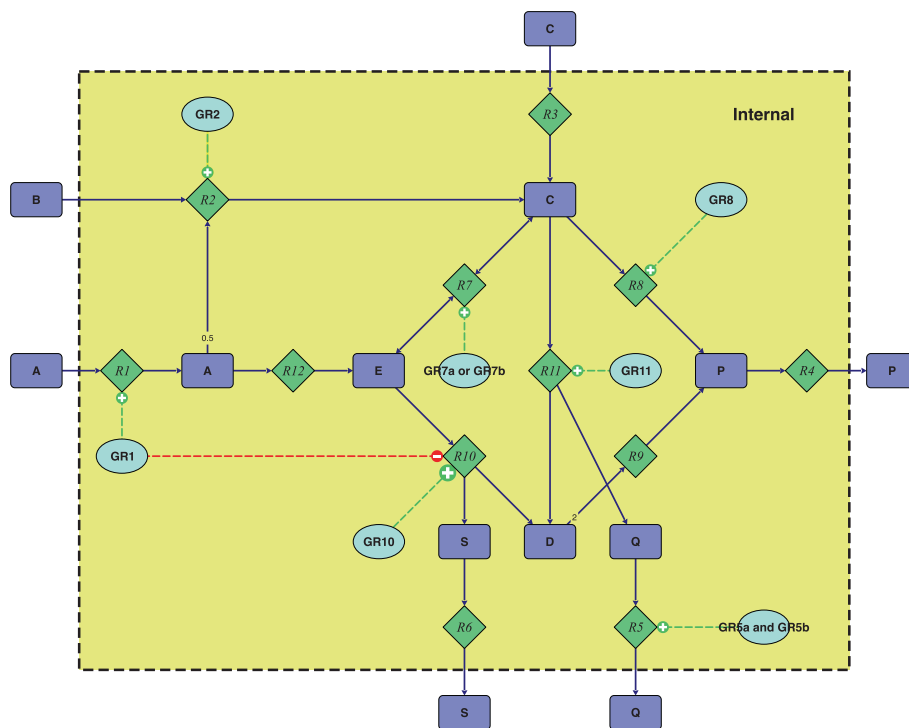 C
R3
Internal
GR2
B
R2
C
GR8
R7
R8
0.5
A
R1
A
R12
E
GR7a or GR7b
R11
GR11
P
R4
P
GR1
R10
R9
2
GR10
S
D
Q
R6
R5
GR5a and GR5b
S
Q